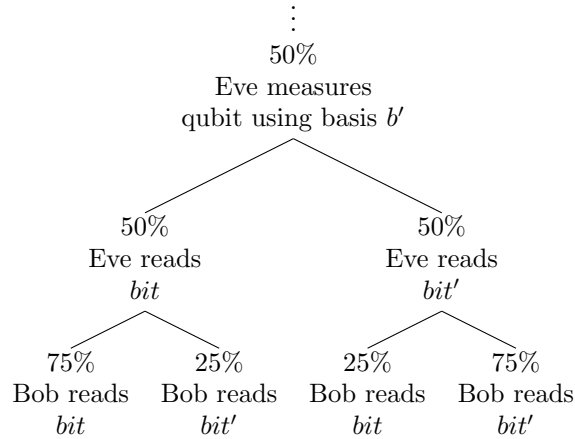 ⋮
50%
Eve measures
qubit using basis b′
50% 50%
Eve reads Eve reads
bit bit′
75% 25% 25% 75%
Bob reads Bob reads Bob reads Bob reads
bit bit′ bit bit′